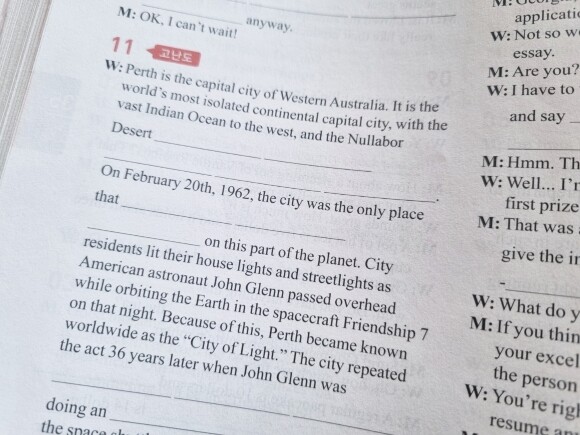 anyway.
M: OK, I can't wait!
11 고난도
W: Perth is the capital city of Western Australia. It is the
world's most isolated continental capital city, with the
vast Indian Ocean to the west, and the Nullabor
Desert
.
On February 20th, 1962, the city was the only place
that
on this part of the planet. City
residents lit their house lights and streetlights as
American astronaut John Glenn passed overhead
while orbiting the Earth in the spacecraft Friendship 7
on that night. Because of this, Perth became known
worldwide as the “City of Light.” The city repeated
the act 36 years later when John Glenn was
doing an
the space
M:
W: Not so
essay.
M: Are you?
W: I have to
and say
M: Hmm. Th
W: Well... I'
first prize
M: That was
give the
-
W: What do y
M: If you thin
your excel
the person
W: You're righ
resume